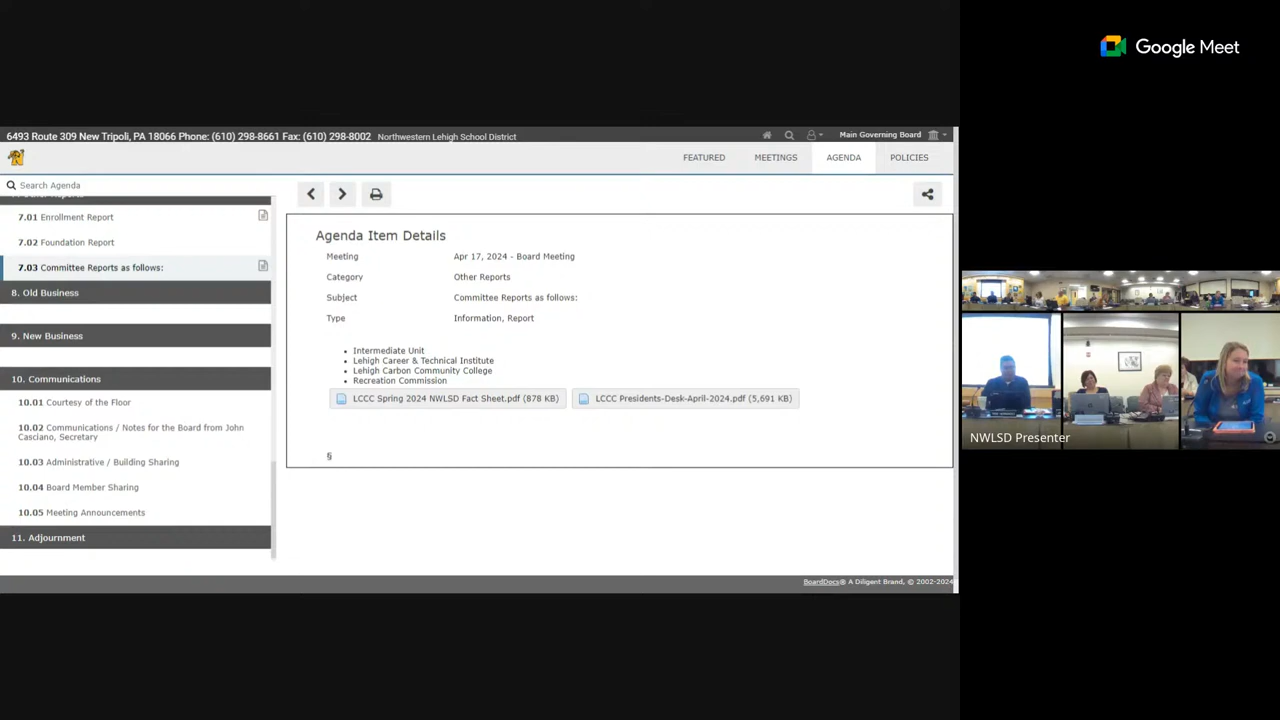 Google Meet
6493 Route 309 New Tripoli, PA 18066 Phone: (610) 298-8661 Fax: (610) 298-8002 Northwestern Lehigh School District
Main Governing Board
FEATURED MEETINGS AGENDA POLICIES
Search Agenda
7.01 Enrollment Report
7.02 Foundation Report
7.03 Committee Reports as follows:
8. Old Business
9. New Business
10. Communications
10.01 Courtesy of the Floor
10.02 Communications / Notes for the Board from John
Casciano, Secretary
10.03 Administrative / Building Sharing
10.04 Board Member Sharing
10.05 Meeting Announcements
11. Adjournment
Agenda Item Details
Meeting Apr 17, 2024 - Board Meeting
Category Other Reports
Subject Committee Reports as follows:
Type Information, Report
• Intermediate Unit
• Lehigh Career & Technical Institute
• Lehigh Carbon Community College
• Recreation Commission
LCCC Spring 2024 NWLSD Fact Sheet.pdf (878 KB) LCCC Presidents-Desk-April-2024.pdf (5,691 KB)
§
BoardDocs® A Diligent Brand, © 2002-2024
NWLSD Presenter